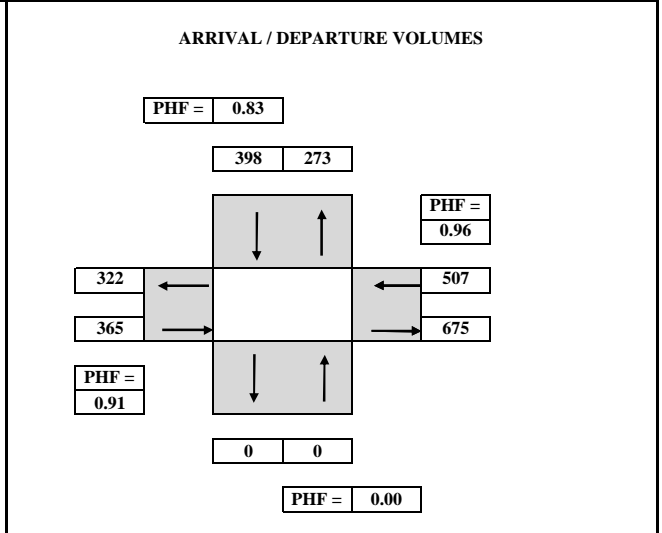 ARRIVAL / DEPARTURE VOLUMES
PHF = 0.83
398 273
PHF =
0.96
322 507
365 675
PHF =
0.91
0 0
PHF = 0.00